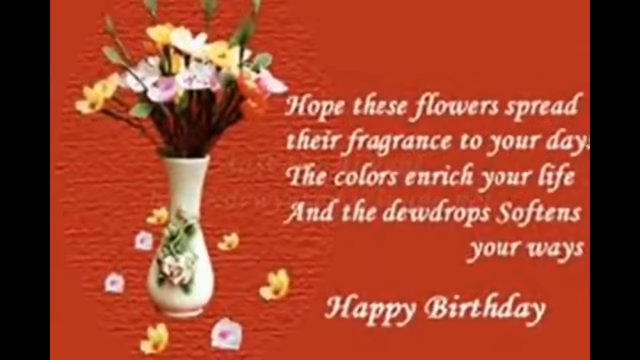 Hope these flowers spread
their fragrance to your days
The colors enrich your life
And the dewdrops Softens
your ways
Happy Birthday